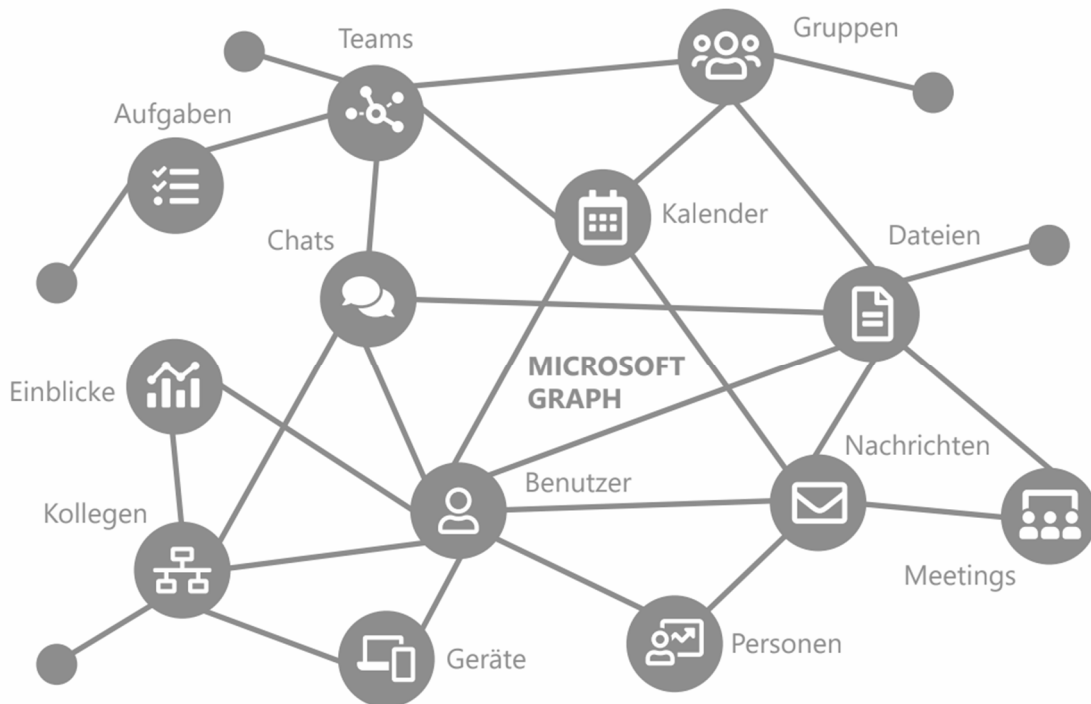 Gruppen
Teams
Aufgaben
Kalender
Chats
Dateien
MICROSOFT
GRAPH
Einblicke
Nachrichten
Benutzer
Kollegen
Meetings
Personen
Geräte